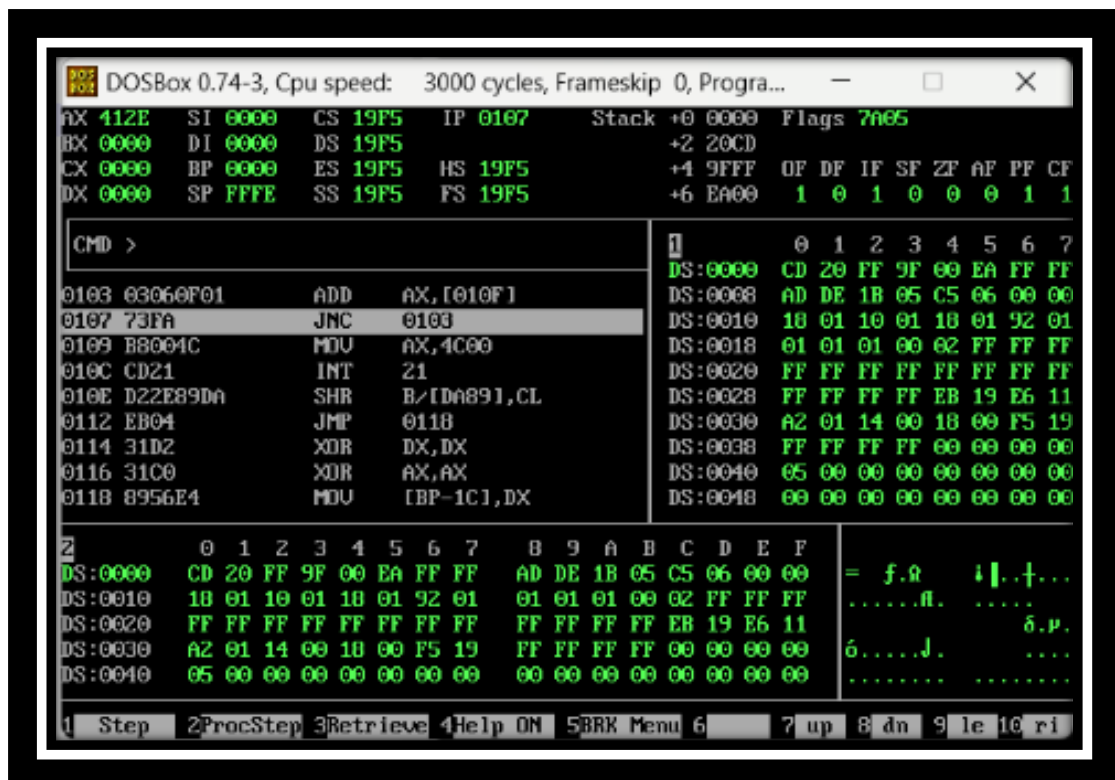 DOSBox 0.74-3, Cpu speed: 3000 cycles, Frameskip 0, Progra...
AX 412E SI 0000 CS 19F5 IP 0107 Stack +0 0000 Flags 7A05
BX 0000 DI 0000 DS 19F5 +2 20CD
CX 0000 BP 0000 ES 19F5 HS 19F5 +4 9FFF OF DF IF SF ZF AF PF CF
DX 0000 SP FFFE SS 19F5 FS 19F5 +6 EA00 1 0 1 0 0 0 1 1
CMD >
0103 03060F01 ADD AX,[010F]
0107 73FA JNC 0103
0109 B8004C MOV AX,4C00
010C CD21 INT 21
010E D22E89DA SHR B/[DA89],CL
0112 EB04 JMP 0118
0114 31D2 XOR DX,DX
0116 31C0 XOR AX,AX
0118 8956E4 MOV [BP-1C],DX
1 0 1 2 3 4 5 6 7
DS:0000 CD 20 FF 9F 00 EA FF FF
DS:0008 AD DE 1B 05 C5 06 00 00
DS:0010 18 01 10 01 18 01 92 01
DS:0018 01 01 01 00 02 FF FF FF
DS:0020 FF FF FF FF FF FF FF FF
DS:0028 FF FF FF FF EB 19 E6 11
DS:0030 A2 01 14 00 18 00 F5 19
DS:0038 FF FF FF FF 00 00 00 00
DS:0040 05 00 00 00 00 00 00 00
DS:0048 00 00 00 00 00 00 00 00
2 0 1 2 3 4 5 6 7 8 9 A B C D E F
DS:0000 CD 20 FF 9F 00 EA FF FF AD DE 1B 05 C5 06 00 00 = ƒ.Ω ¡▐..┼...
DS:0010 18 01 10 01 18 01 92 01 01 01 01 00 02 FF FF FF ......Æ. .....
DS:0020 FF FF FF FF FF FF FF FF FF FF FF FF EB 19 E6 11 δ.µ.
DS:0030 A2 01 14 00 18 00 F5 19 FF FF FF FF 00 00 00 00 ó.....⌡. ....
DS:0040 05 00 00 00 00 00 00 00 00 00 00 00 00 00 00 00 ........ ........
1 Step 2ProcStep 3Retrieve 4Help ON 5BRK Menu 6 7 up 8 dn 9 le 10 ri